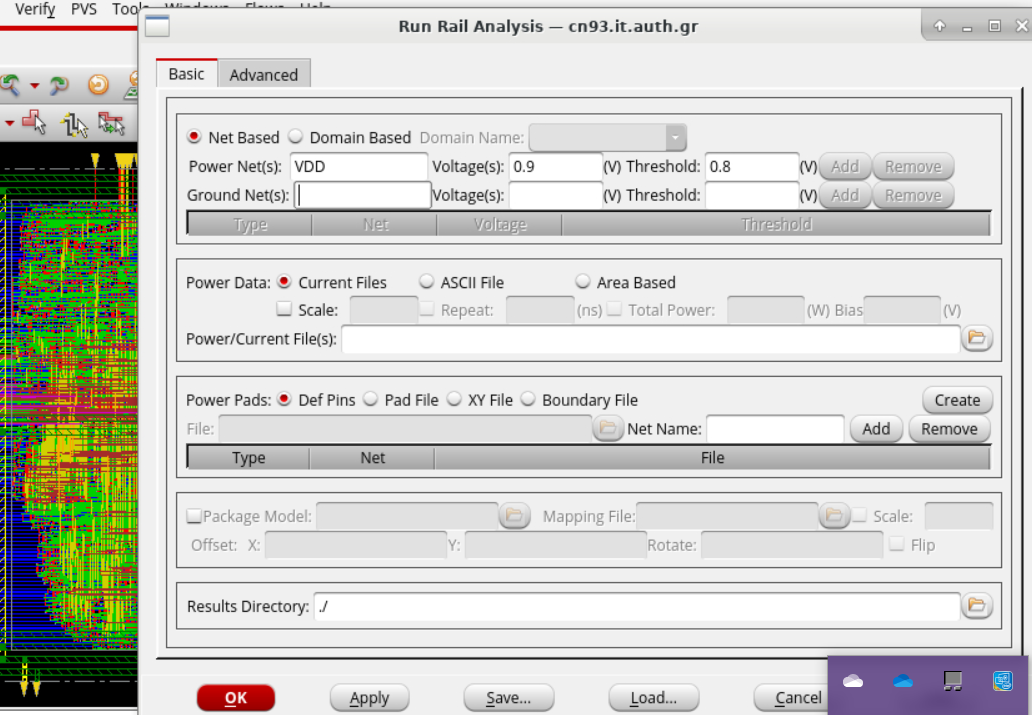 Verify PVS Tools Windows Flows Help
Run Rail Analysis — cn93.it.auth.gr
Basic Advanced
Net Based Domain Based Domain Name:
Power Net(s): VDD Voltage(s): 0.9 (V) Threshold: 0.8 (V) Add Remove
Ground Net(s): Voltage(s): (V) Threshold: (V) Add Remove
Type Net Voltage Threshold
Power Data: Current Files ASCII File Area Based
Scale: Repeat: (ns) Total Power: (W) Bias (V)
Power/Current File(s):
Power Pads: Def Pins Pad File XY File Boundary File Create
File: Net Name: Add Remove
Type Net File
Package Model: Mapping File: Scale:
Offset: X: Y: Rotate: Flip
Results Directory: ./
OK Apply Save... Load... Cancel